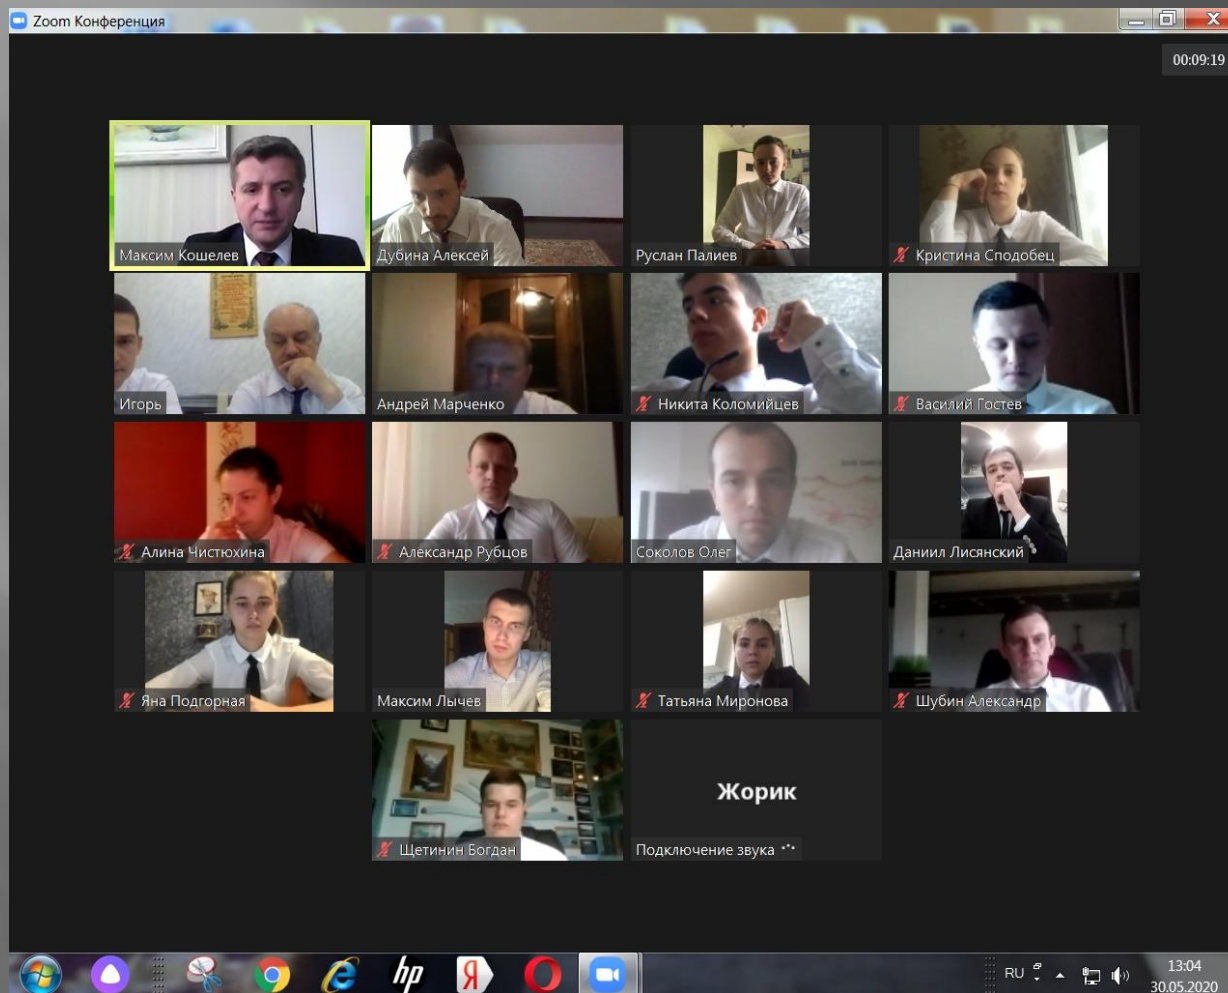 Zoom Конференция
00:09:19
Максим Кошелев
Дубина Алексей
Руслан Палиев
Кристина Сподобец
Игорь
Андрей Марченко
Никита Коломийцев
Василий Гостев
Алина Чистюхина
Александр Рубцов
Соколов Олег
Даниил Лисянский
Яна Подгорная
Максим Лычев
Татьяна Миронова
Шубин Александр
Щетинин Богдан
Жорик
Подключение звука
hp
Я
RU
13:04
30.05.2020